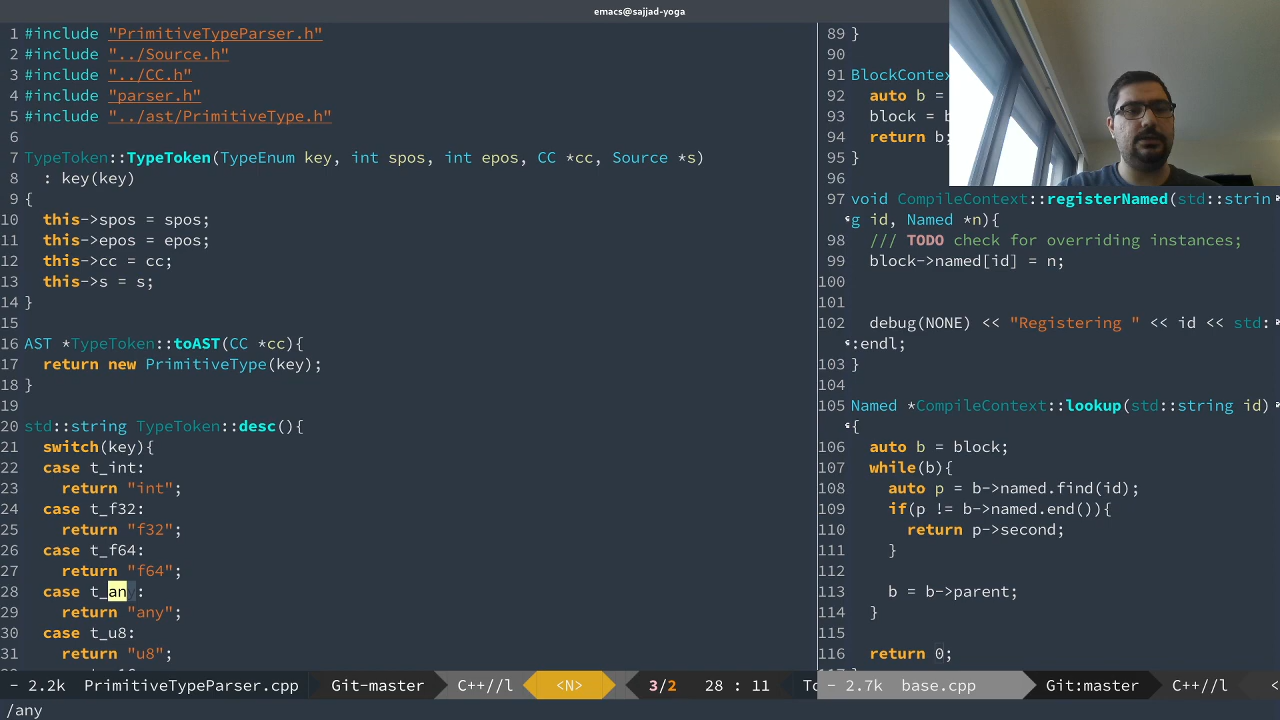 emacs@sajjad-yoga
1 #include "PrimitiveTypeParser.h"
2 #include "../Source.h"
3 #include "../CC.h"
4 #include "parser.h"
5 #include "../ast/PrimitiveType.h"
6
7 TypeToken::TypeToken(TypeEnum key, int spos, int epos, CC *cc, Source *s)
8   : key(key)
9 {
10   this->spos = spos;
11   this->epos = epos;
12   this->cc = cc;
13   this->s = s;
14 }
15
16 AST *TypeToken::toAST(CC *cc){
17   return new PrimitiveType(key);
18 }
19
20 std::string TypeToken::desc(){
21   switch(key){
22   case t_int:
23     return "int";
24   case t_f32:
25     return "f32";
26   case t_f64:
27     return "f64";
28   case t_any:
29     return "any";
30   case t_u8:
31     return "u8";
- 2.2k PrimitiveTypeParser.cpp Git-master C++//l <N> 3/2 28 : 11 To
89 }
90
91 BlockContex
92   auto b =
93   block = b
94   return b;
95 }
96
97 void CompileContext::registerNamed(std::strin
g id, Named *n){
98   /// TODO check for overriding instances;
99   block->named[id] = n;
100
101
102   debug(NONE) << "Registering " << id << std:
:endl;
103 }
104
105 Named *CompileContext::lookup(std::string id)
{
106   auto b = block;
107   while(b){
108     auto p = b->named.find(id);
109     if(p != b->named.end()){
110       return p->second;
111     }
112
113     b = b->parent;
114   }
115
116   return 0;
- 2.7k base.cpp Git:master C++//l <
/any